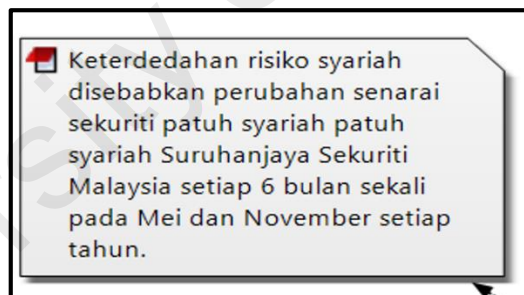 Keterdedahan risiko syariah
disebabkan perubahan senarai
sekuriti patuh syariah patuh
syariah Suruhanjaya Sekuriti
Malaysia setiap 6 bulan sekali
pada Mei dan November setiap
tahun.